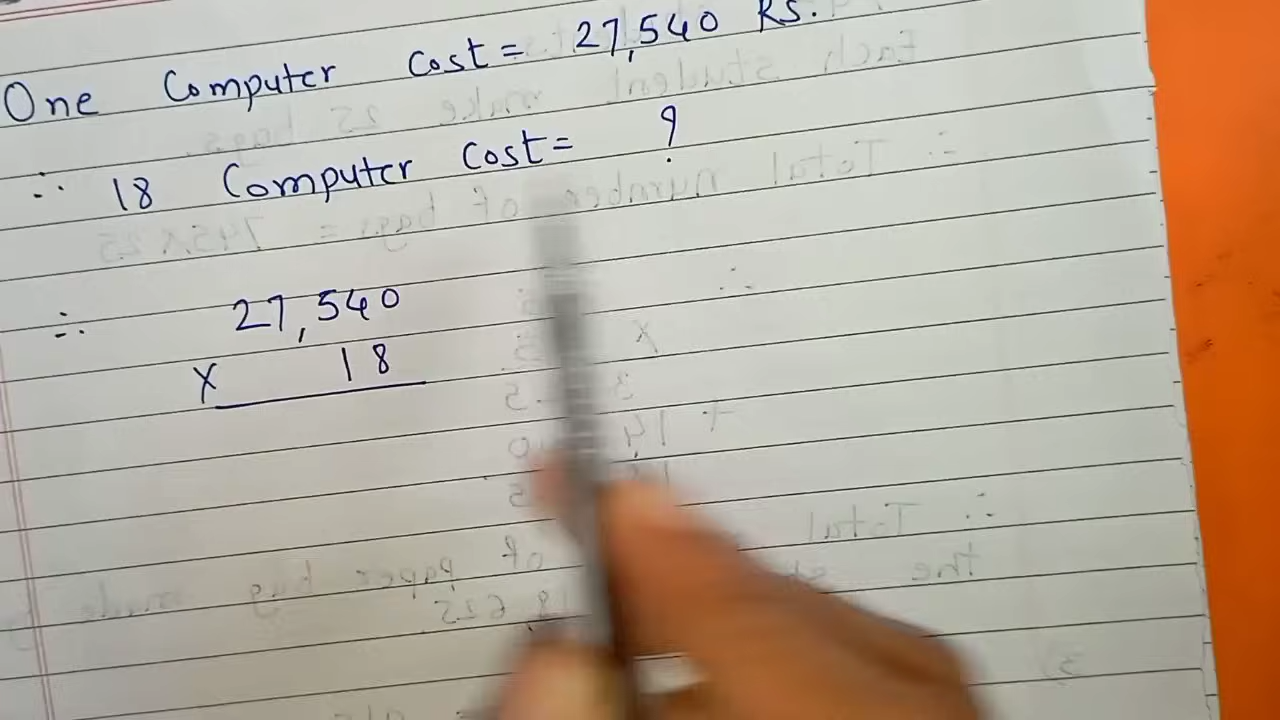 One Computer Cost = 27,540 Rs.
∴ 18 Computer Cost = ?
∴ 27,540
x 18